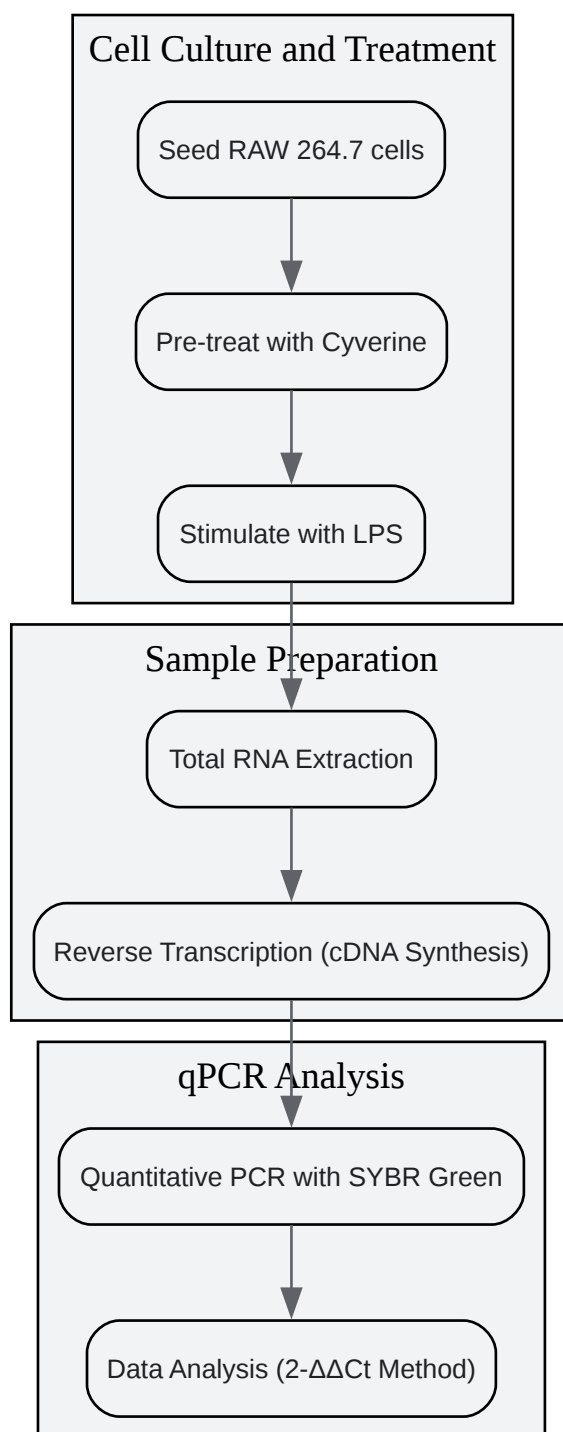 Cell Culture and Treatment
Seed RAW 264.7 cells
Pre-treat with Cyverine
Stimulate with LPS
Sample Preparation
Total RNA Extraction
Reverse Transcription (cDNA Synthesis)
qPCR Analysis
Quantitative PCR with SYBR Green
Data Analysis (2-ΔΔCt Method)